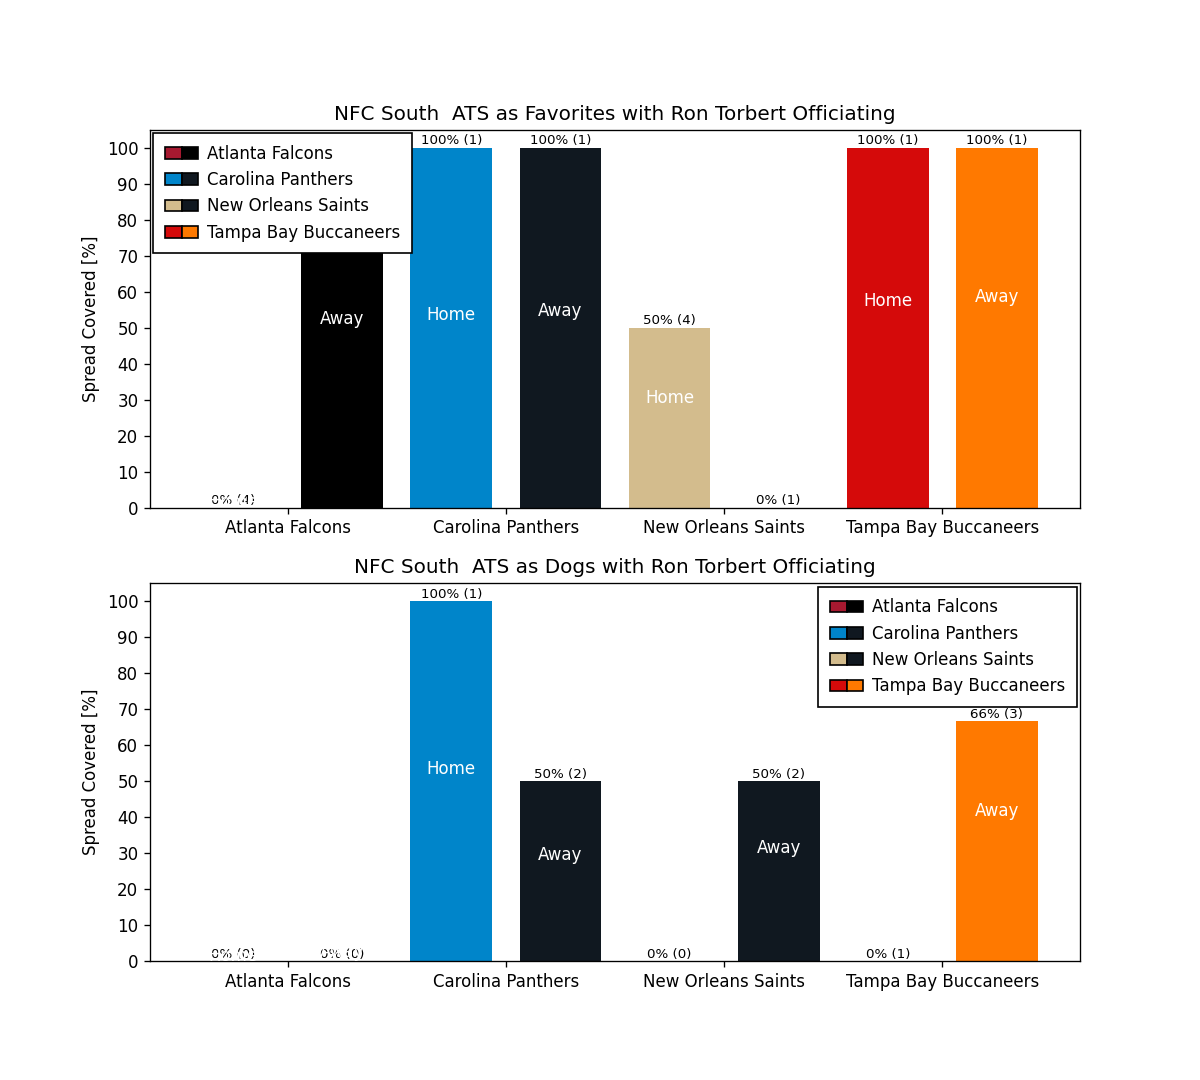 NFC South  ATS as Favorites with Ron Torbert Officiating
Spread Covered [%]
100
90
80
70
60
50
40
30
20
10
0
Atlanta Falcons
Carolina Panthers
New Orleans Saints
Tampa Bay Buccaneers
0% (4)
Away
100% (1)
Home
100% (1)
Away
50% (4)
Home
0% (1)
100% (1)
Home
100% (1)
Away
Atlanta Falcons
Carolina Panthers
New Orleans Saints
Tampa Bay Buccaneers
NFC South  ATS as Dogs with Ron Torbert Officiating
Spread Covered [%]
100
90
80
70
60
50
40
30
20
10
0
Atlanta Falcons
Carolina Panthers
New Orleans Saints
Tampa Bay Buccaneers
0% (0)
0% (0)
100% (1)
Home
50% (2)
Away
0% (0)
50% (2)
Away
0% (1)
66% (3)
Away
Atlanta Falcons
Carolina Panthers
New Orleans Saints
Tampa Bay Buccaneers